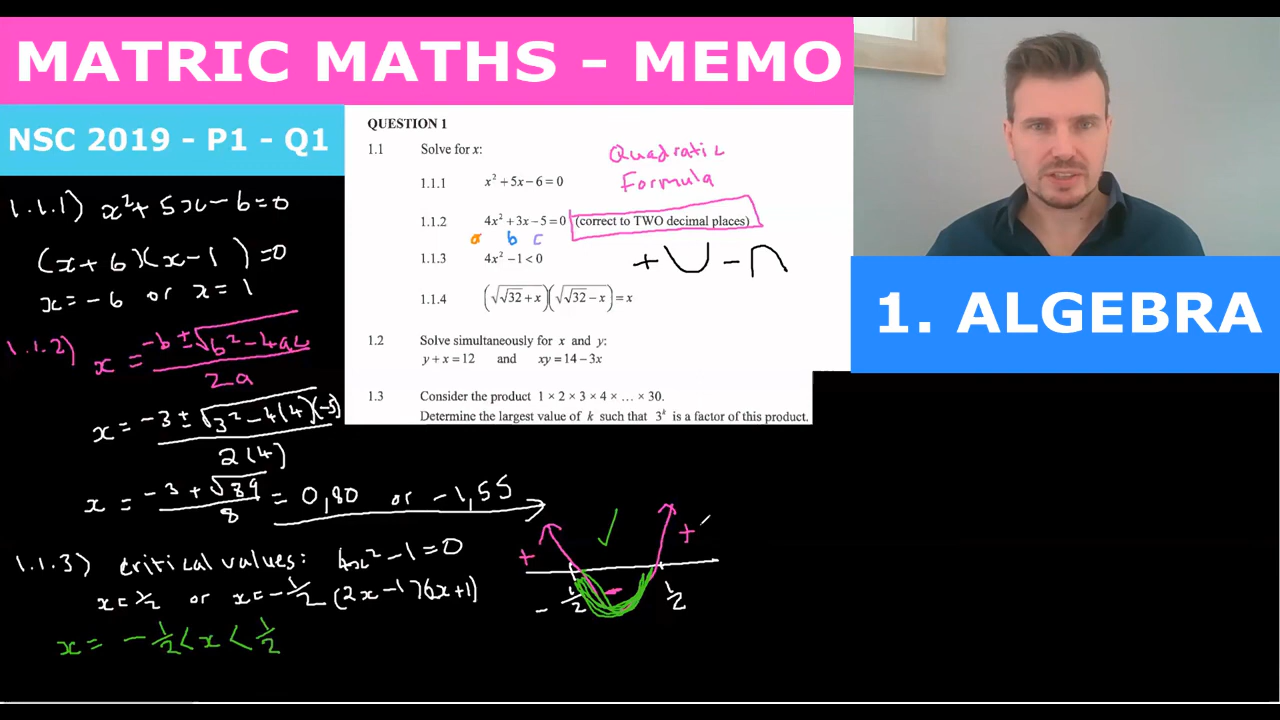 MATRIC MATHS – MEMO
NSC 2019 - P1 - Q1
1. ALGEBRA
QUESTION 1
1.1 Solve for x:
1.1.1 x² + 5x − 6 = 0
1.1.2 4x² + 3x − 5 = 0 (correct to TWO decimal places)
a b c
1.1.3 4x² − 1 < 0
1.1.4 (√(√32 + x))(√(√32 − x)) = x
1.2 Solve simultaneously for x and y:
y + x = 12 and xy = 14 − 3x
1.3 Consider the product 1 × 2 × 3 × 4 × … × 30.
Determine the largest value of k such that 3ᵏ is a factor of this product.
Quadratic
Formula
+ U - ∩
1.1.1) x² + 5x − 6 = 0
(x + 6)(x − 1) = 0
x = −6 or x = 1
1.1.2) x = (−b ± √(b² − 4ac)) / 2a
x = (−3 ± √(3² − 4(4)(−5))) / 2(4)
x = (−3 + √89) / 8 = 0,80 or −1,55
1.1.3) critical values: 4x² − 1 = 0
x = 1/2 or x = −1/2 (2x − 1)(2x + 1)
x = −1/2 < x < 1/2
+ ✓ +
−
− 1/2 1/2